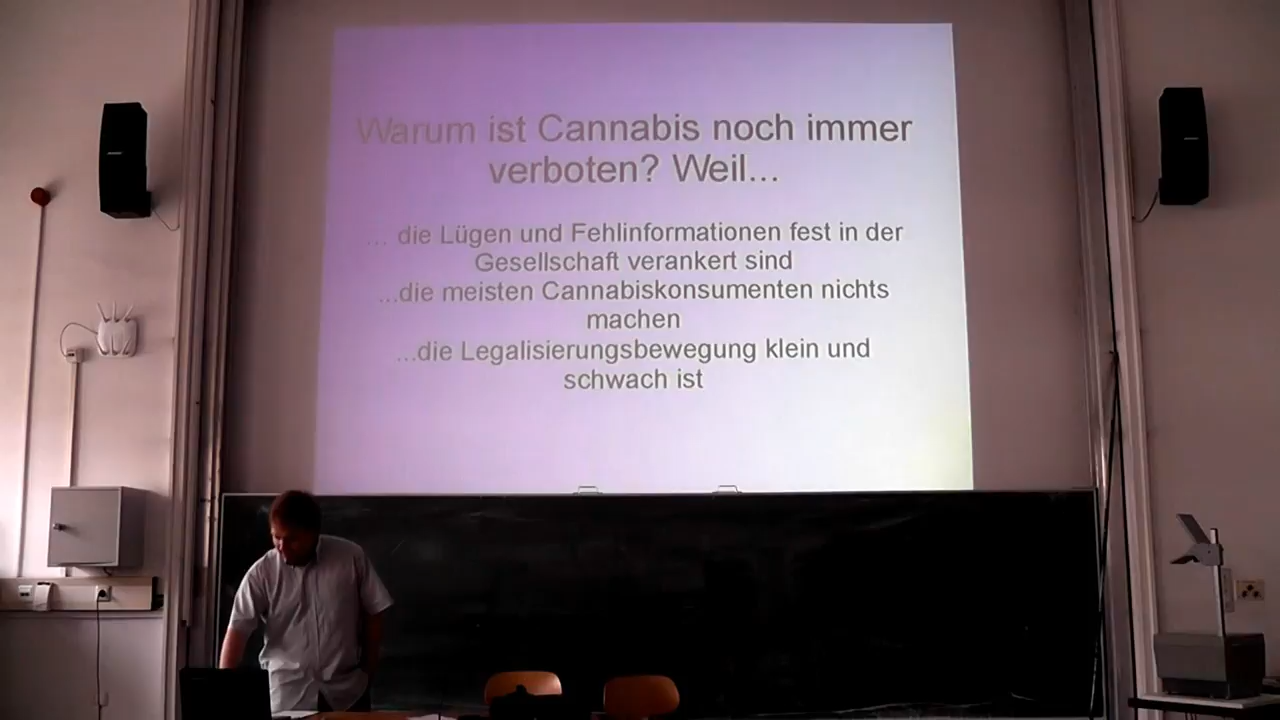 Warum ist Cannabis noch immer
verboten? Weil...
... die Lügen und Fehlinformationen fest in der
Gesellschaft verankert sind
...die meisten Cannabiskonsumenten nichts
machen
...die Legalisierungsbewegung klein und
schwach ist